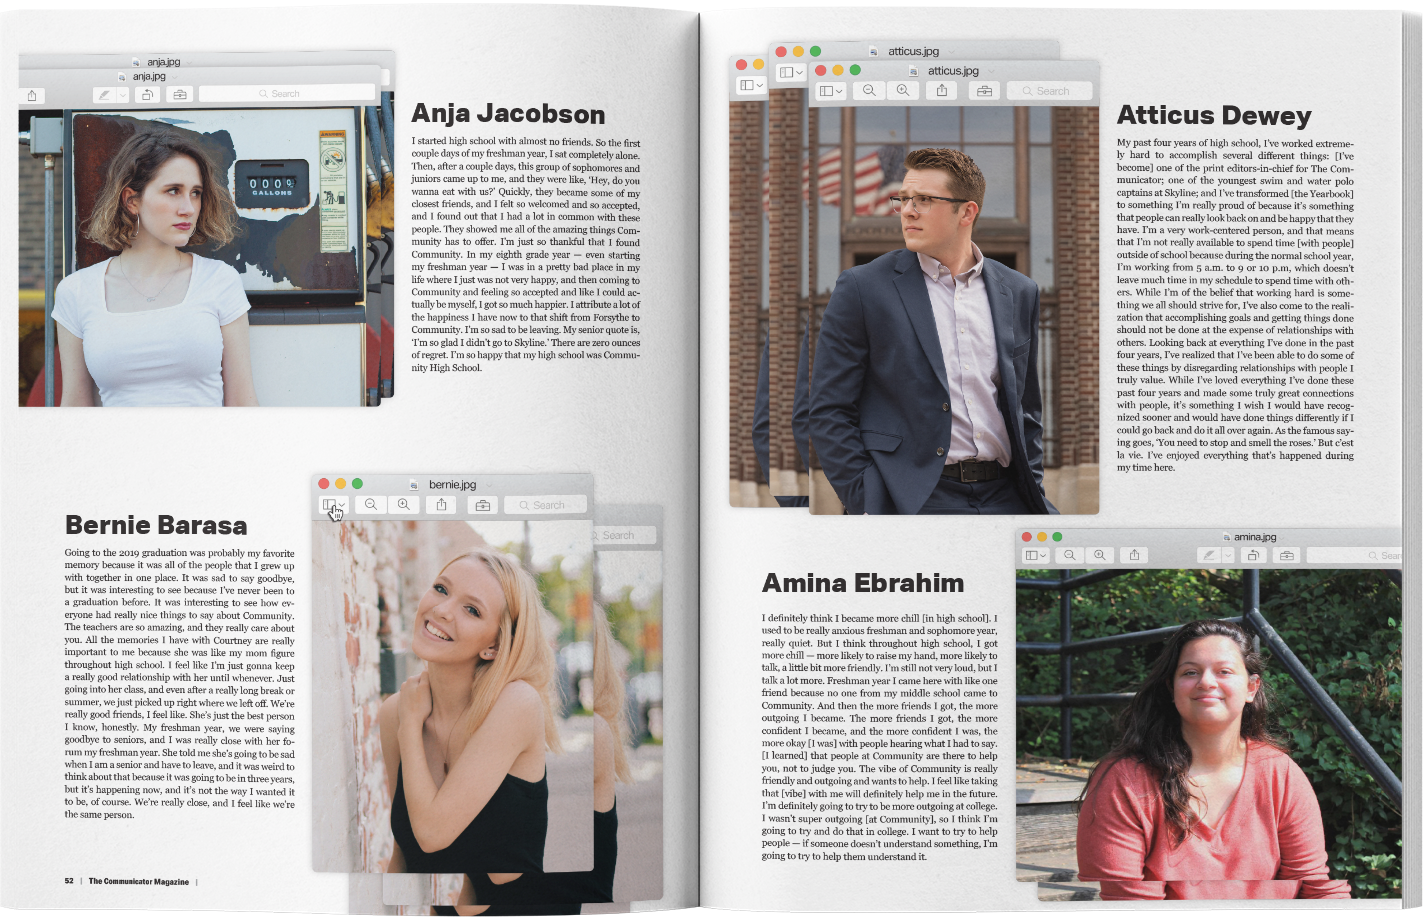 anja.jpg
anja.jpg
Search
000%
GALLONS
Anja Jacobson
I started high school with almost no friends. So the first
couple days of my freshman year, I sat completely alone.
Then, after a couple days, this group of sophomores and
juniors came up to me, and they were like, 'Hey, do you
wanna eat with us?' Quickly, they became some of my
closest friends, and I felt so welcomed and so accepted,
and I found out that I had a lot in common with these
people. They showed me all of the amazing things Com-
munity has to offer. I'm just so thankful that I found
Community. In my eighth grade year — even starting
my freshman year — I was in a pretty bad place in my
life where I just was not very happy, and then coming to
Community and feeling so accepted and like I could ac-
tually be myself, I got so much happier. I attribute a lot of
the happiness I have now to that shift from Forsythe to
Community. I'm so sad to be leaving. My senior quote is,
'I'm so glad I didn't go to Skyline.' There are zero ounces
of regret. I'm so happy that my high school was Commu-
nity High School.
Bernie Barasa
Going to the 2019 graduation was probably my favorite
memory because it was all of the people that I grew up
with together in one place. It was sad to say goodbye,
but it was interesting to see because I've never been to
a graduation before. It was interesting to see how ev-
eryone had really nice things to say about Community.
The teachers are so amazing, and they really care about
you. All the memories I have with Courtney are really
important to me because she was like my mom figure
throughout high school. I feel like I'm just gonna keep
a really good relationship with her until whenever. Just
going into her class, and even after a really long break or
summer, we just picked up right where we left off. We're
really good friends, I feel like. She's just the best person
I know, honestly. My freshman year, we were saying
goodbye to seniors, and I was really close with her fo-
rum my freshman year. She told me she's going to be sad
when I am a senior and have to leave, and it was weird to
think about that because it was going to be in three years,
but it's happening now, and it's not the way I wanted it
to be, of course. We're really close, and I feel like we're
the same person.
bernie.jpg
Search
Search
52 | The Communicator Magazine |
atticus.jpg
atticus.jpg
Search
Atticus Dewey
My past four years of high school, I've worked extreme-
ly hard to accomplish several different things: [I've
become] one of the print editors-in-chief for The Com-
municator; one of the youngest swim and water polo
captains at Skyline; and I've transformed [the Yearbook]
to something I'm really proud of because it's something
that people can really look back on and be happy that they
have. I'm a very work-centered person, and that means
that I'm not really available to spend time [with people]
outside of school because during the normal school year,
I'm working from 5 a.m. to 9 or 10 p.m, which doesn't
leave much time in my schedule to spend time with oth-
ers. While I'm of the belief that working hard is some-
thing we all should strive for, I've also come to the reali-
zation that accomplishing goals and getting things done
should not be done at the expense of relationships with
others. Looking back at everything I've done in the past
four years, I've realized that I've been able to do some of
these things by disregarding relationships with people I
truly value. While I've loved everything I've done these
past four years and made some truly great connections
with people, it's something I wish I would have recog-
nized sooner and would have done things differently if I
could go back and do it all over again. As the famous say-
ing goes, 'You need to stop and smell the roses.' But c'est
la vie. I've enjoyed everything that's happened during
my time here.
Amina Ebrahim
I definitely think I became more chill [in high school]. I
used to be really anxious freshman and sophomore year,
really quiet. But I think throughout high school, I got
more chill — more likely to raise my hand, more likely to
talk, a little bit more friendly. I'm still not very loud, but I
talk a lot more. Freshman year I came here with like one
friend because no one from my middle school came to
Community. And then the more friends I got, the more
outgoing I became. The more friends I got, the more
confident I became, and the more confident I was, the
more okay [I was] with people hearing what I had to say.
[I learned] that people at Community are there to help
you, not to judge you. The vibe of Community is really
friendly and outgoing and wants to help. I feel like taking
that [vibe] with me will definitely help me in the future.
I'm definitely going to try to be more outgoing at college.
I wasn't super outgoing [at Community], so I think I'm
going to try and do that in college. I want to try to help
people — if someone doesn't understand something, I'm
going to try to help them understand it.
amina.jpg
Sear